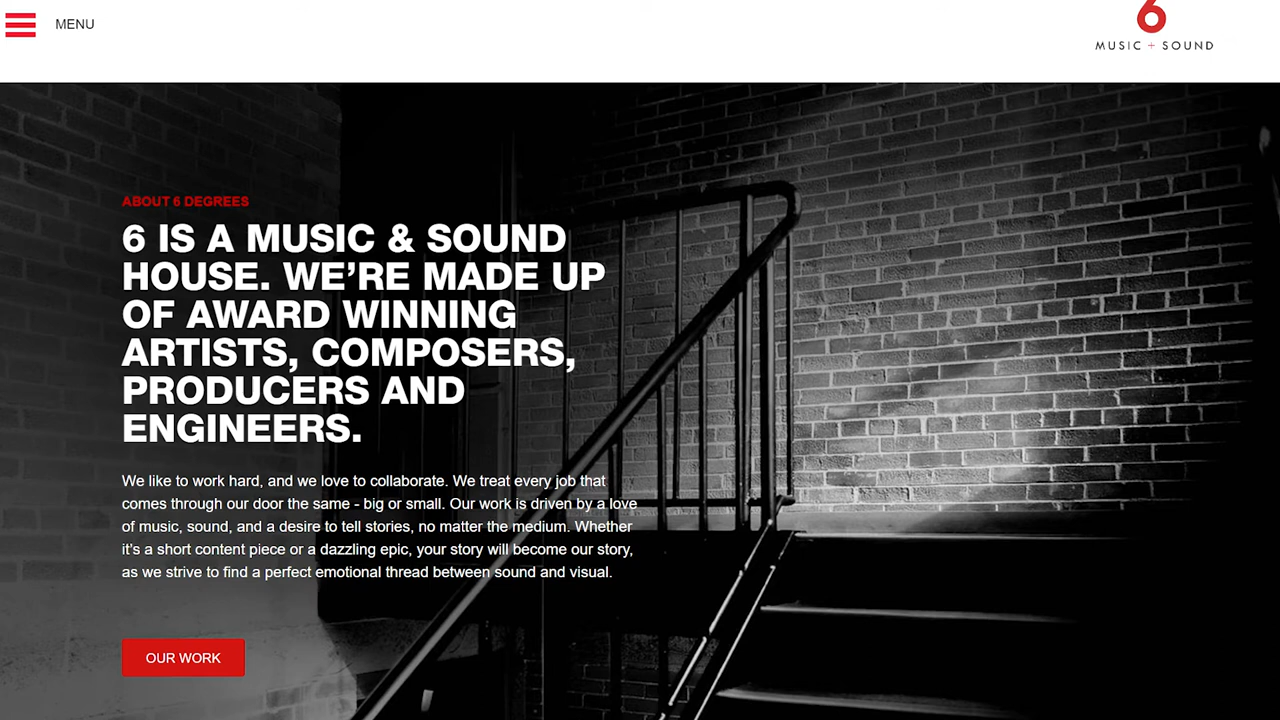 MENU
6
MUSIC + SOUND
ABOUT 6 DEGREES
6 IS A MUSIC & SOUND
HOUSE. WE’RE MADE UP
OF AWARD WINNING
ARTISTS, COMPOSERS,
PRODUCERS AND
ENGINEERS.
We like to work hard, and we love to collaborate. We treat every job that
comes through our door the same - big or small. Our work is driven by a love
of music, sound, and a desire to tell stories, no matter the medium. Whether
it's a short content piece or a dazzling epic, your story will become our story,
as we strive to find a perfect emotional thread between sound and visual.
OUR WORK